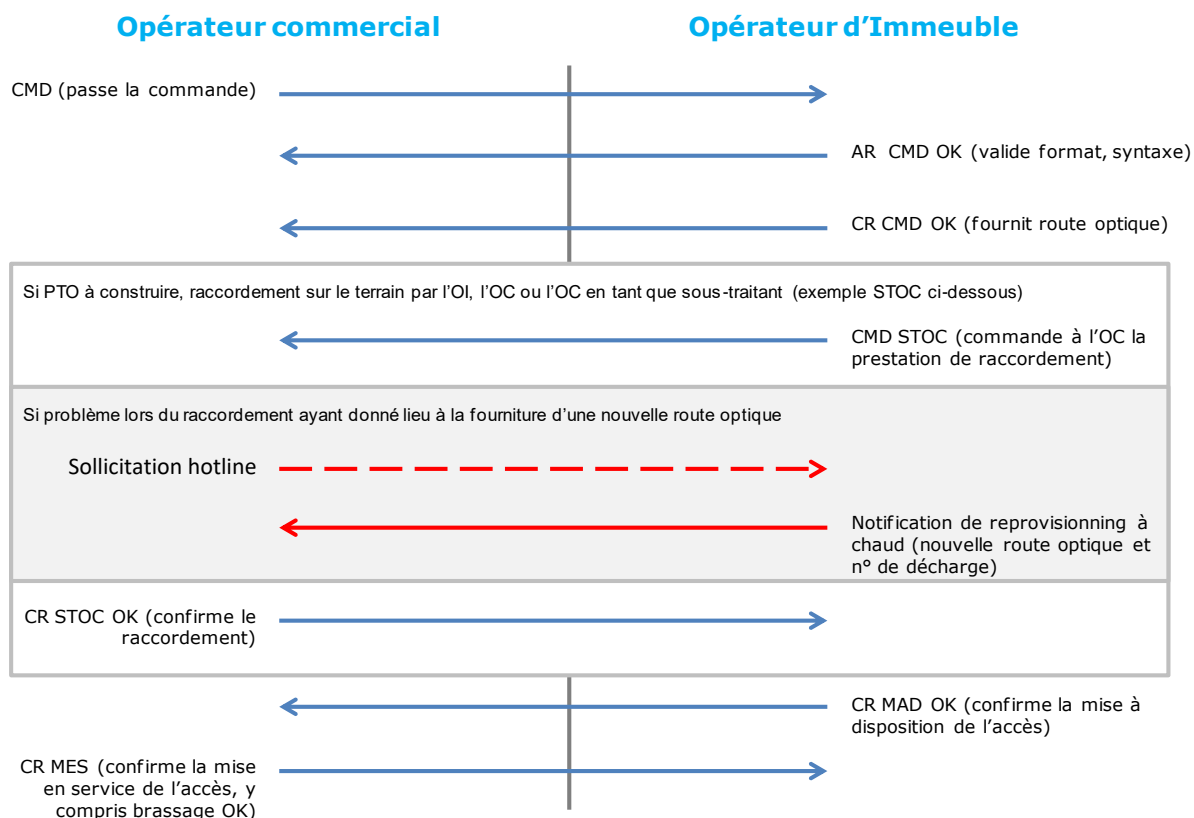 Opérateur commercial
Opérateur d'Immeuble
CMD (passe la commande)
AR CMD OK (valide format, syntaxe)
CR CMD OK (fournit route optique)
Si PTO à construire, raccordement sur le terrain par l'OI, l'OC ou l'OC en tant que sous-traitant (exemple STOC ci-dessous)
CMD STOC (commande à l'OC la
prestation de raccordement)
Si problème lors du raccordement ayant donné lieu à la fourniture d'une nouvelle route optique
Sollicitation hotline
Notification de reprovisionning à
chaud (nouvelle route optique et
n° de décharge)
CR STOC OK (confirme le
raccordement)
CR MAD OK (confirme la mise à
disposition de l'accès)
CR MES (confirme la mise
en service de l'accès, y
compris brassage OK)